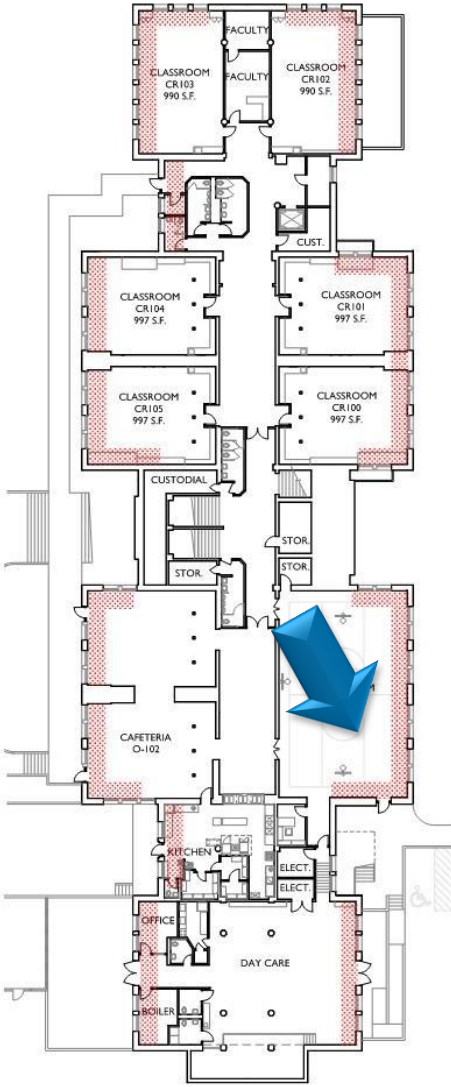 FACULTY
CLASSROOM
CR103
990 S.F.
FACULTY
CLASSROOM
CR102
990 S.F.
CUST.
CLASSROOM
CR104
997 S.F.
CLASSROOM
CR101
997 S.F.
CLASSROOM
CR105
997 S.F.
CLASSROOM
CR100
997 S.F.
CUSTODIAL
STOR.
STOR.
STOR.
CAFETERIA
O-102
KITCHEN
ELECT.
ELECT.
OFFICE
DAY CARE
BOILER